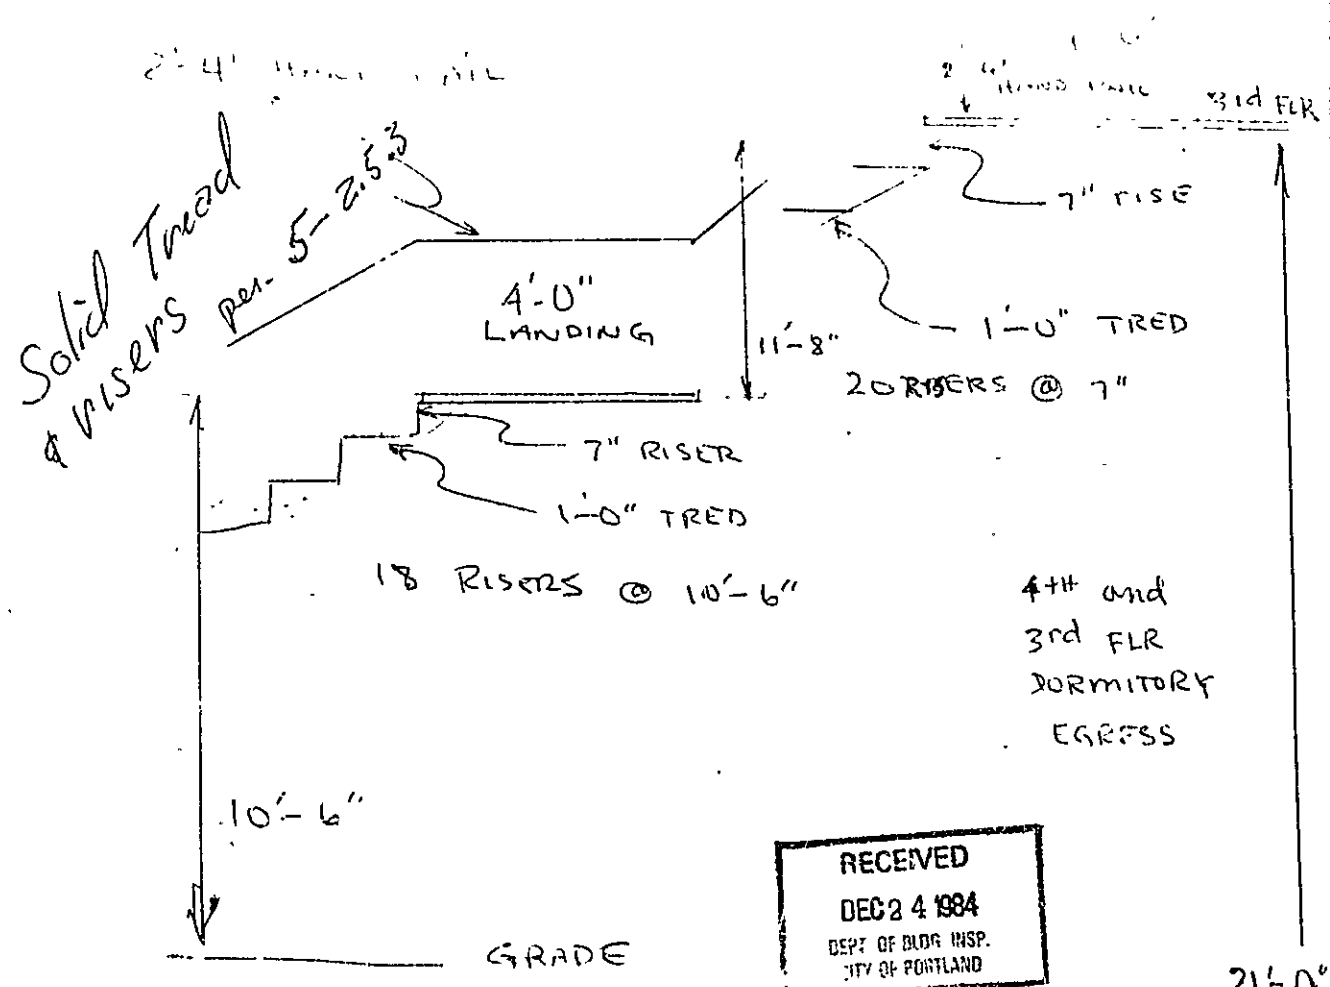 2'-4"
HAND RAIL
3rd FLR
Solid Tread
& risers per. 5-2.5.3
7" RISE
4'-0"
LANDING
11'-8"
1'-0" TRED
20 RISERS @ 7"
7" RISER
1'-0" TRED
18 RISERS @ 10'-6"
4TH and
3rd FLR
DORMITORY
EGRESS
10'-6"
RECEIVED
DEC 24 1984
DEPT OF BLDG INSP.
CITY OF PORTLAND
GRADE
21'-0"